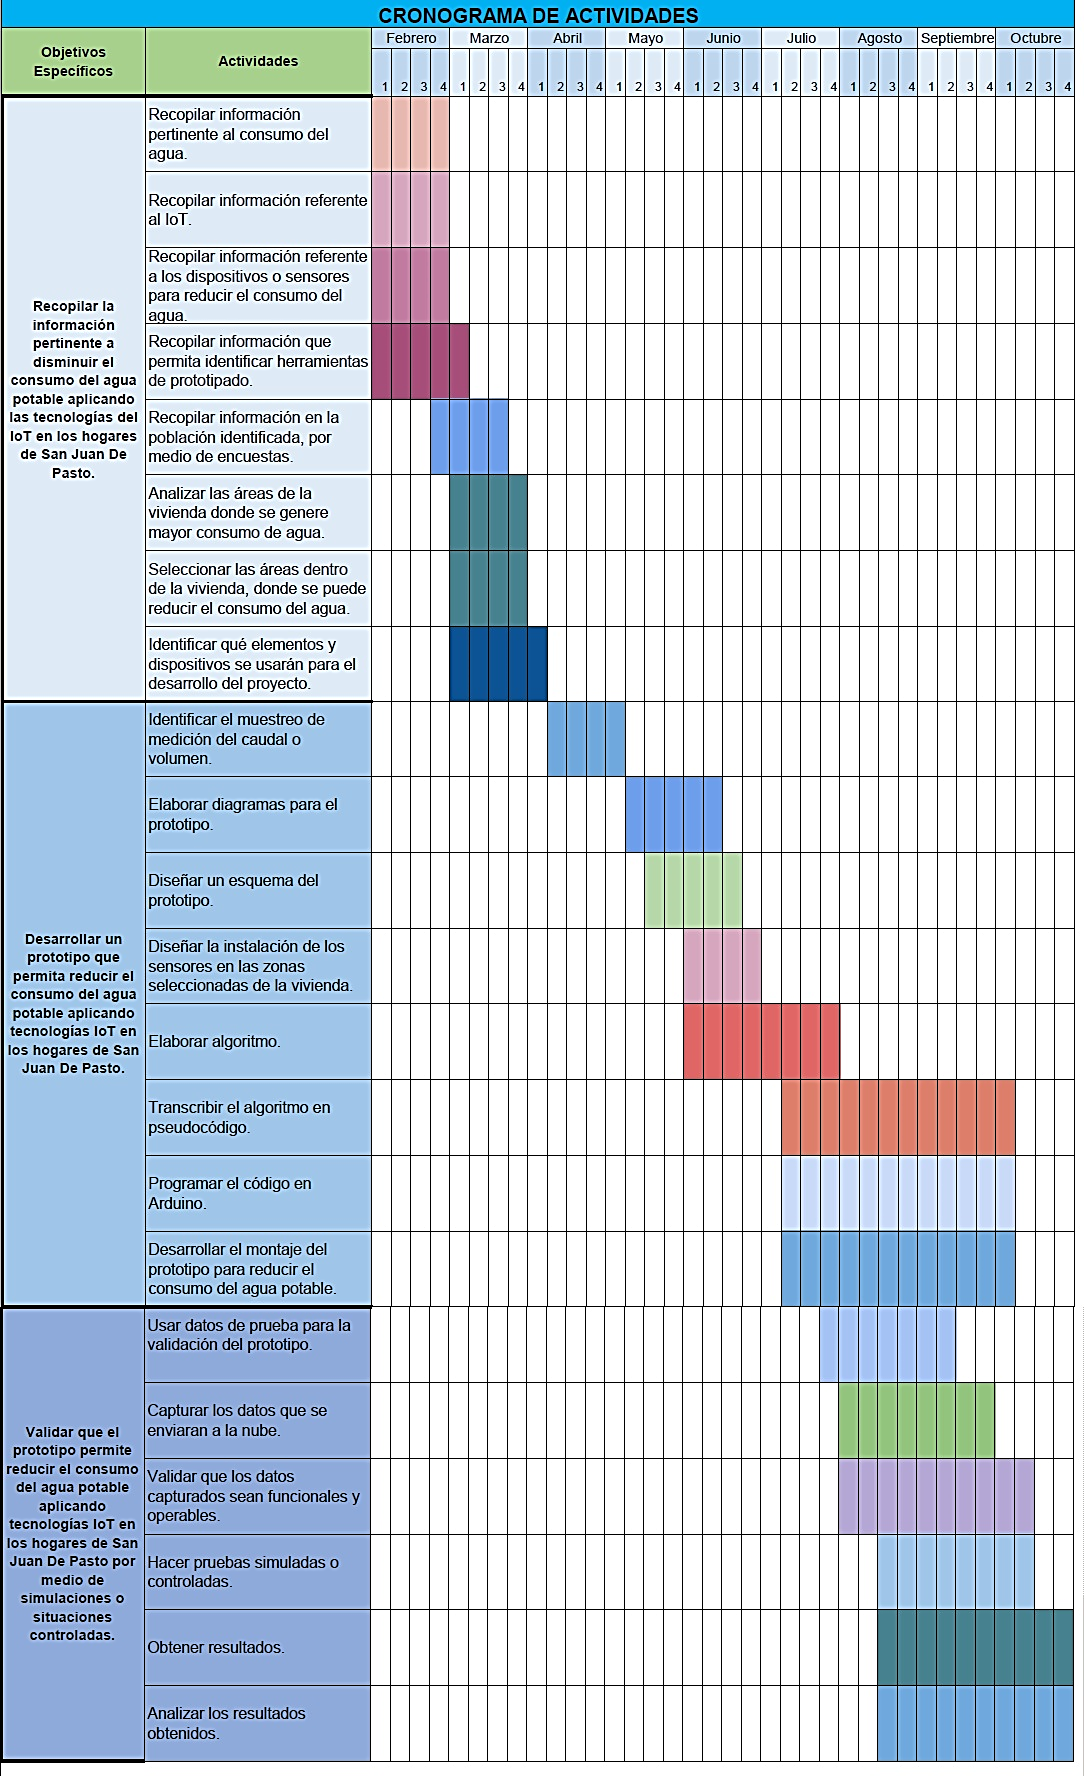 CRONOGRAMA DE ACTIVIDADES
Objetivos
Específicos
Actividades
Febrero Marzo Abril Mayo Junio Julio Agosto Septiembre Octubre
1 2 3 4 1 2 3 4 1 2 3 4 1 2 3 4 1 2 3 4 1 2 3 4 1 2 3 4 1 2 3 4 1 2 3 4
Recopilar la
información
pertinente a
disminuir el
consumo del agua
potable aplicando
las tecnologías del
IoT en los hogares
de San Juan De
Pasto.
Recopilar información
pertinente al consumo del
agua.
Recopilar información referente
al IoT.
Recopilar información referente
a los dispositivos o sensores
para reducir el consumo del
agua.
Recopilar información que
permita identificar herramientas
de prototipado.
Recopilar información en la
población identificada, por
medio de encuestas.
Analizar las áreas de la
vivienda donde se genere
mayor consumo de agua.
Seleccionar las áreas dentro
de la vivienda, donde se puede
reducir el consumo del agua.
Identificar qué elementos y
dispositivos se usarán para el
desarrollo del proyecto.
Desarrollar un
prototipo que
permita reducir el
consumo del agua
potable aplicando
tecnologías IoT en
los hogares de San
Juan De Pasto.
Identificar el muestreo de
medición del caudal o
volumen.
Elaborar diagramas para el
prototipo.
Diseñar un esquema del
prototipo.
Diseñar la instalación de los
sensores en las zonas
seleccionadas de la vivienda.
Elaborar algoritmo.
Transcribir el algoritmo en
pseudocódigo.
Programar el código en
Arduino.
Desarrollar el montaje del
prototipo para reducir el
consumo del agua potable.
Validar que el
prototipo permite
reducir el consumo
del agua potable
aplicando
tecnologías IoT en
los hogares de San
Juan De Pasto por
medio de
simulaciones o
situaciones
controladas.
Usar datos de prueba para la
validación del prototipo.
Capturar los datos que se
enviaran a la nube.
Validar que los datos
capturados sean funcionales y
operables.
Hacer pruebas simuladas o
controladas.
Obtener resultados.
Analizar los resultados
obtenidos.